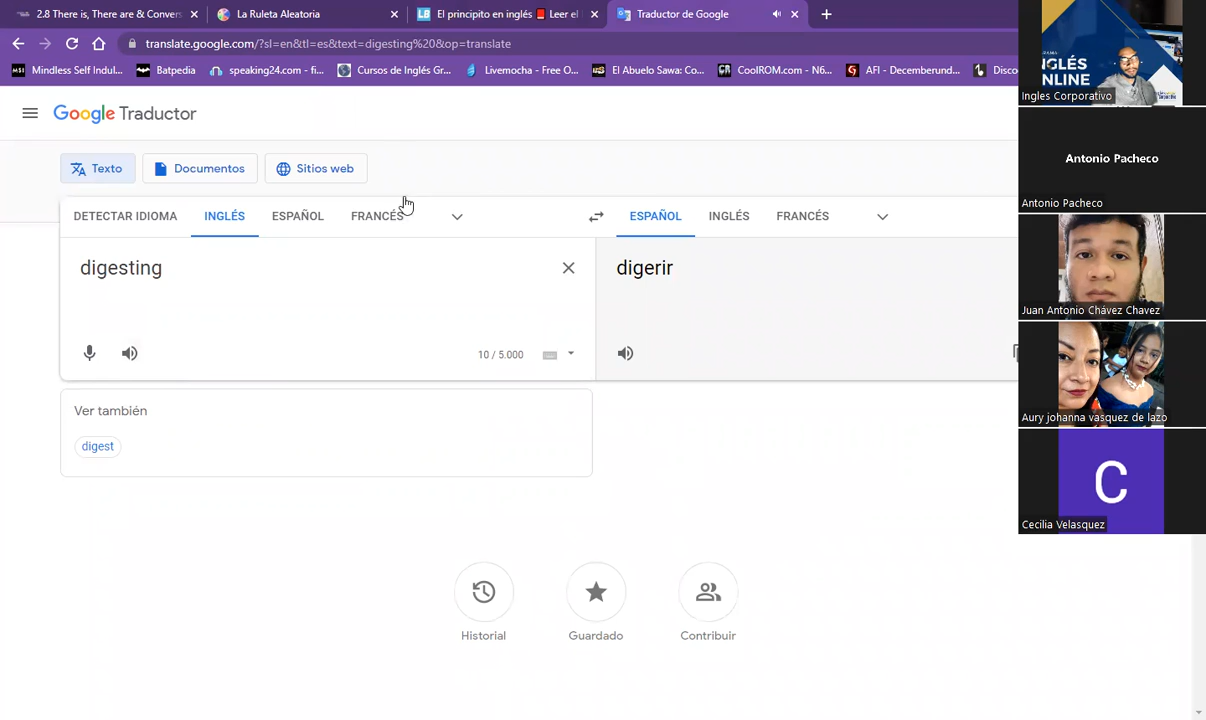 2.8 There is, There are & Convers
La Ruleta Aleatoria
El principito en inglés
Leer el
Traductor de Google
translate.google.com/?sl=en&tl=es&text=digesting%20&op=translate
Mindless Self Indul...
Batpedia
speaking24.com - fi...
Cursos de Inglés Gr...
Livemocha - Free O...
El Abuelo Sawa: Co...
CoolROM.com - N6...
AFI - Decemberund...
Disco
Google Traductor
Texto
Documentos
Sitios web
DETECTAR IDIOMA
INGLÉS
ESPAÑOL
FRANCÉS
ESPAÑOL
INGLÉS
FRANCÉS
digesting
digerir
10 / 5.000
Ver también
digest
Historial
Guardado
Contribuir
INGLÉS
ONLINE
Ingles Corporativo
Antonio Pacheco
Antonio Pacheco
Juan Antonio Chávez Chavez
Aury johanna vasquez de lazo
C
Cecilia Velasquez